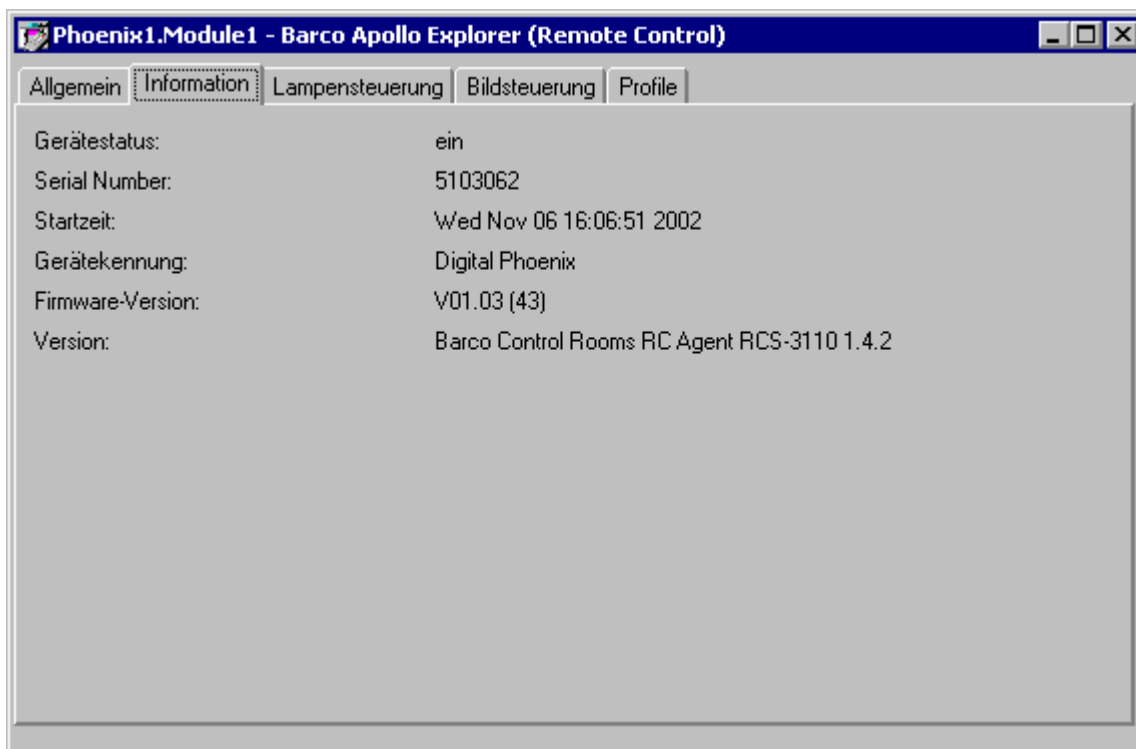 Phoenix1.Module1 - Barco Apollo Explorer (Remote Control)
Allgemein Information Lampensteuerung Bildsteuerung Profile
Gerätestatus: ein
Serial Number: 5103062
Startzeit: Wed Nov 06 16:06:51 2002
Gerätekennung: Digital Phoenix
Firmware-Version: V01.03 (43)
Version: Barco Control Rooms RC Agent RCS-3110 1.4.2